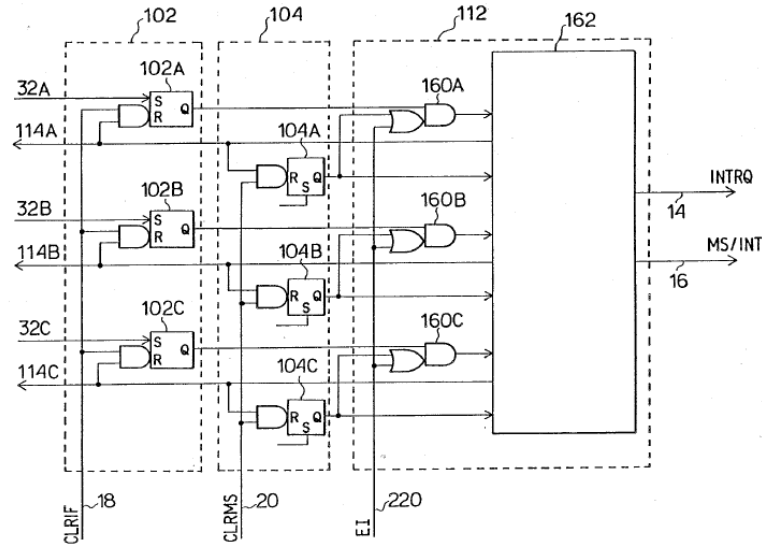 102 104 112 162
102A 160A
32A S Q
R
114A 104A
R Q
S INTRQ
102B 14
32B S 160B
R Q MS/INT
114B 104B 16
R Q
S
102C 160C
32C S
R Q
114C 104C
R Q
S
CLRIF 18 CLRMS 20 EI 220